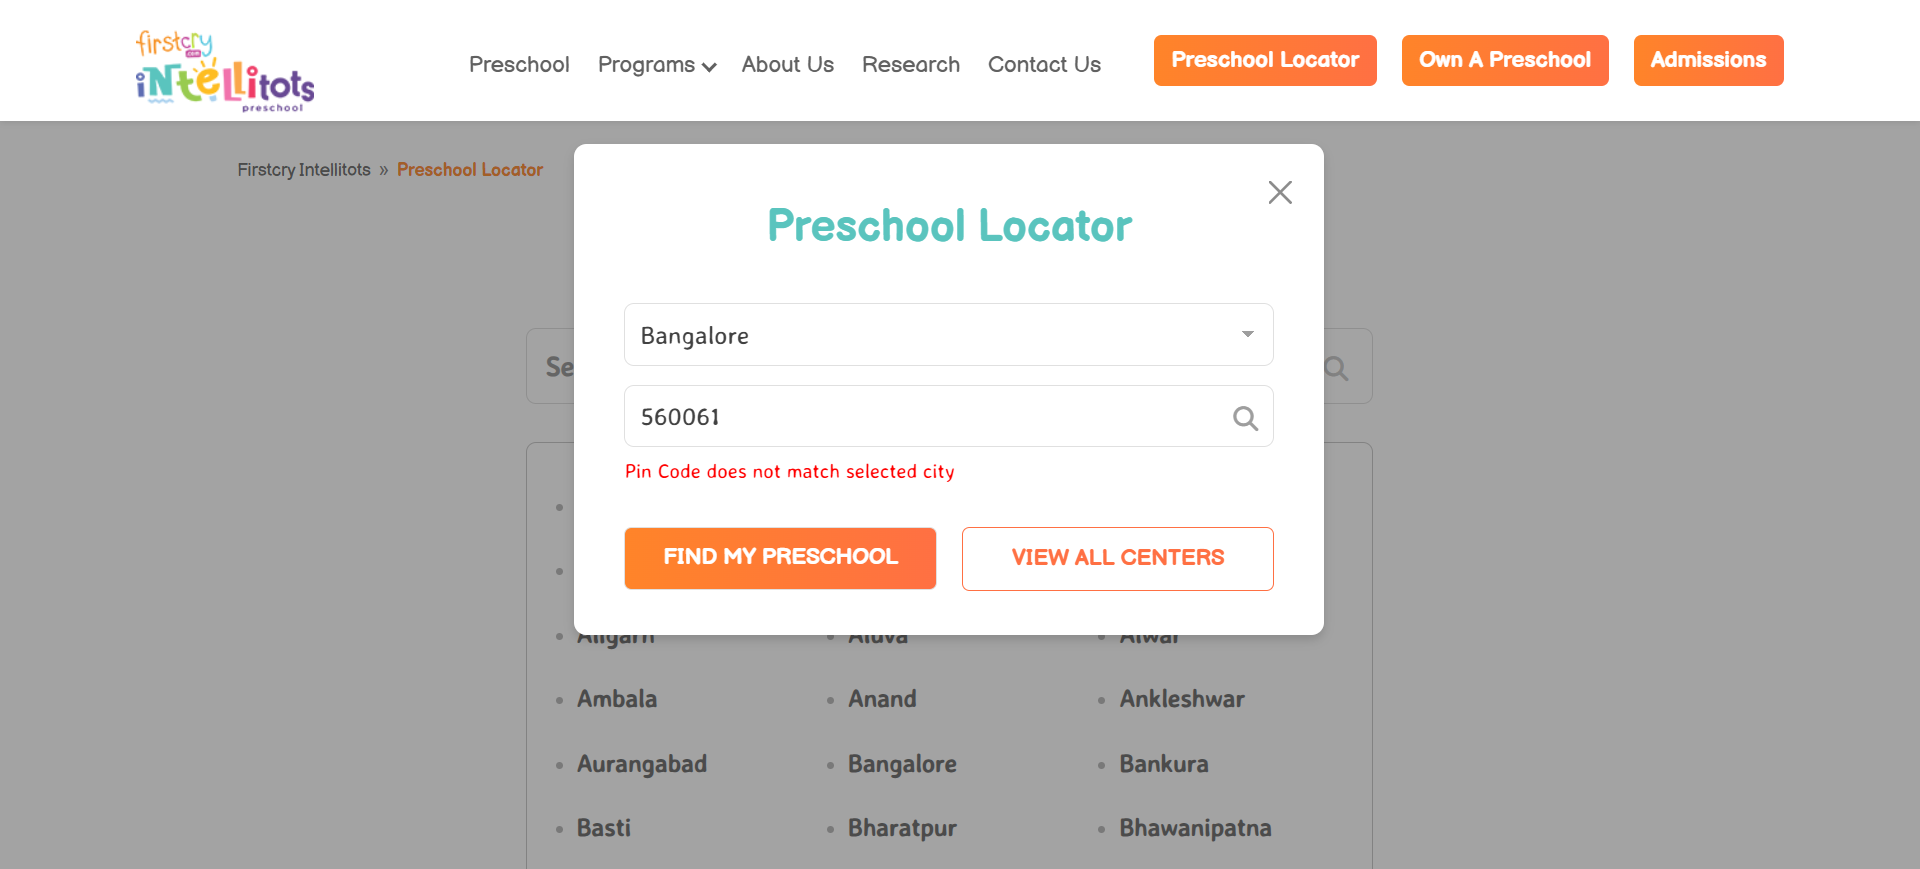 firstcry
.com
intellitots
preschool
Preschool
Programs
About Us
Research
Contact Us
Preschool Locator
Own A Preschool
Admissions
Firstcry Intellitots » Preschool Locator
Preschool Locator
Bangalore
Se
560061
Pin Code does not match selected city
FIND MY PRESCHOOL
VIEW ALL CENTERS
Aligarh
Aluva
Alwar
Ambala
Anand
Ankleshwar
Aurangabad
Bangalore
Bankura
Basti
Bharatpur
Bhawanipatna